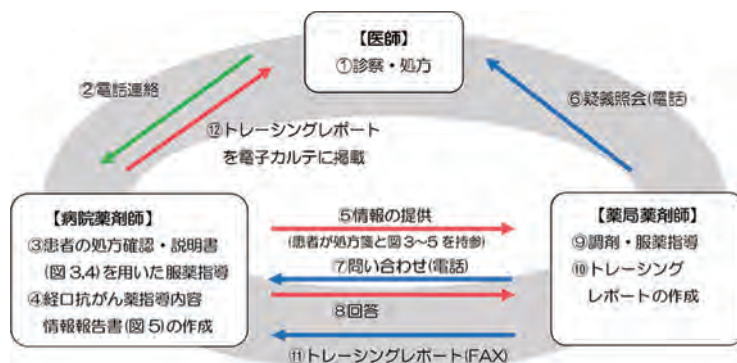 【医師】
①診察・処方
②電話連絡
⑥疑義照会(電話)
⑫トレーシングレポート
を電子カルテに掲載
【病院薬剤師】
③患者の処方確認・説明書
(図3,4)を用いた服薬指導
④経口抗がん薬指導内容
情報報告書(図5)の作成
⑤情報の提供
(患者が処方箋と図3~5を持参)
⑦問い合わせ(電話)
⑧回答
⑪トレーシングレポート(FAX)
【薬局薬剤師】
⑨調剤・服薬指導
⑩トレーシング
レポートの作成